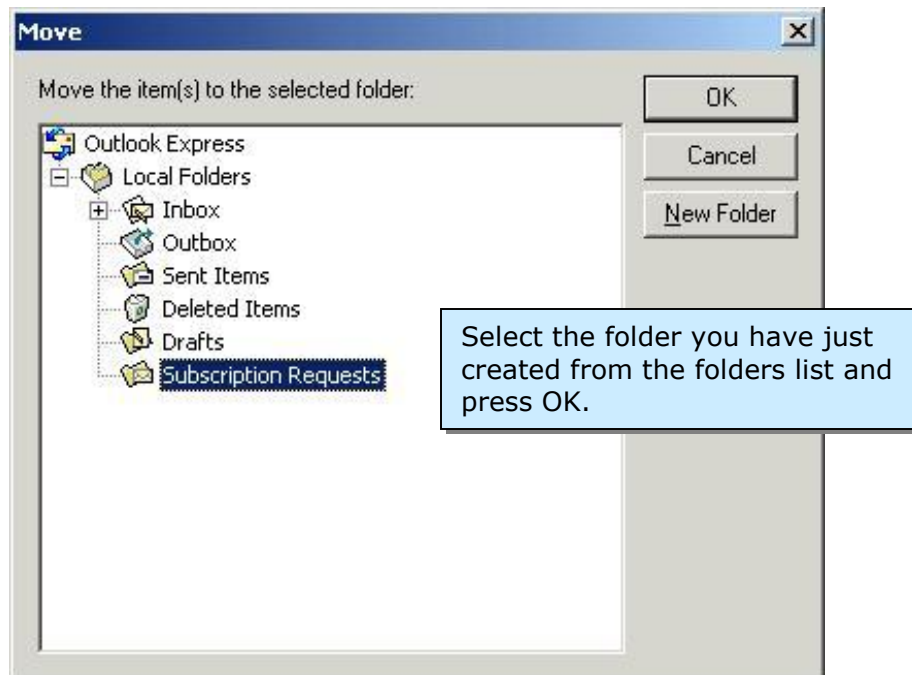 Move
Move the item(s) to the selected folder:
OK
Outlook Express
Cancel
Local Folders
Inbox
New Folder
Outbox
Sent Items
Deleted Items
Drafts
Subscription Requests
Select the folder you have just
created from the folders list and
press OK.